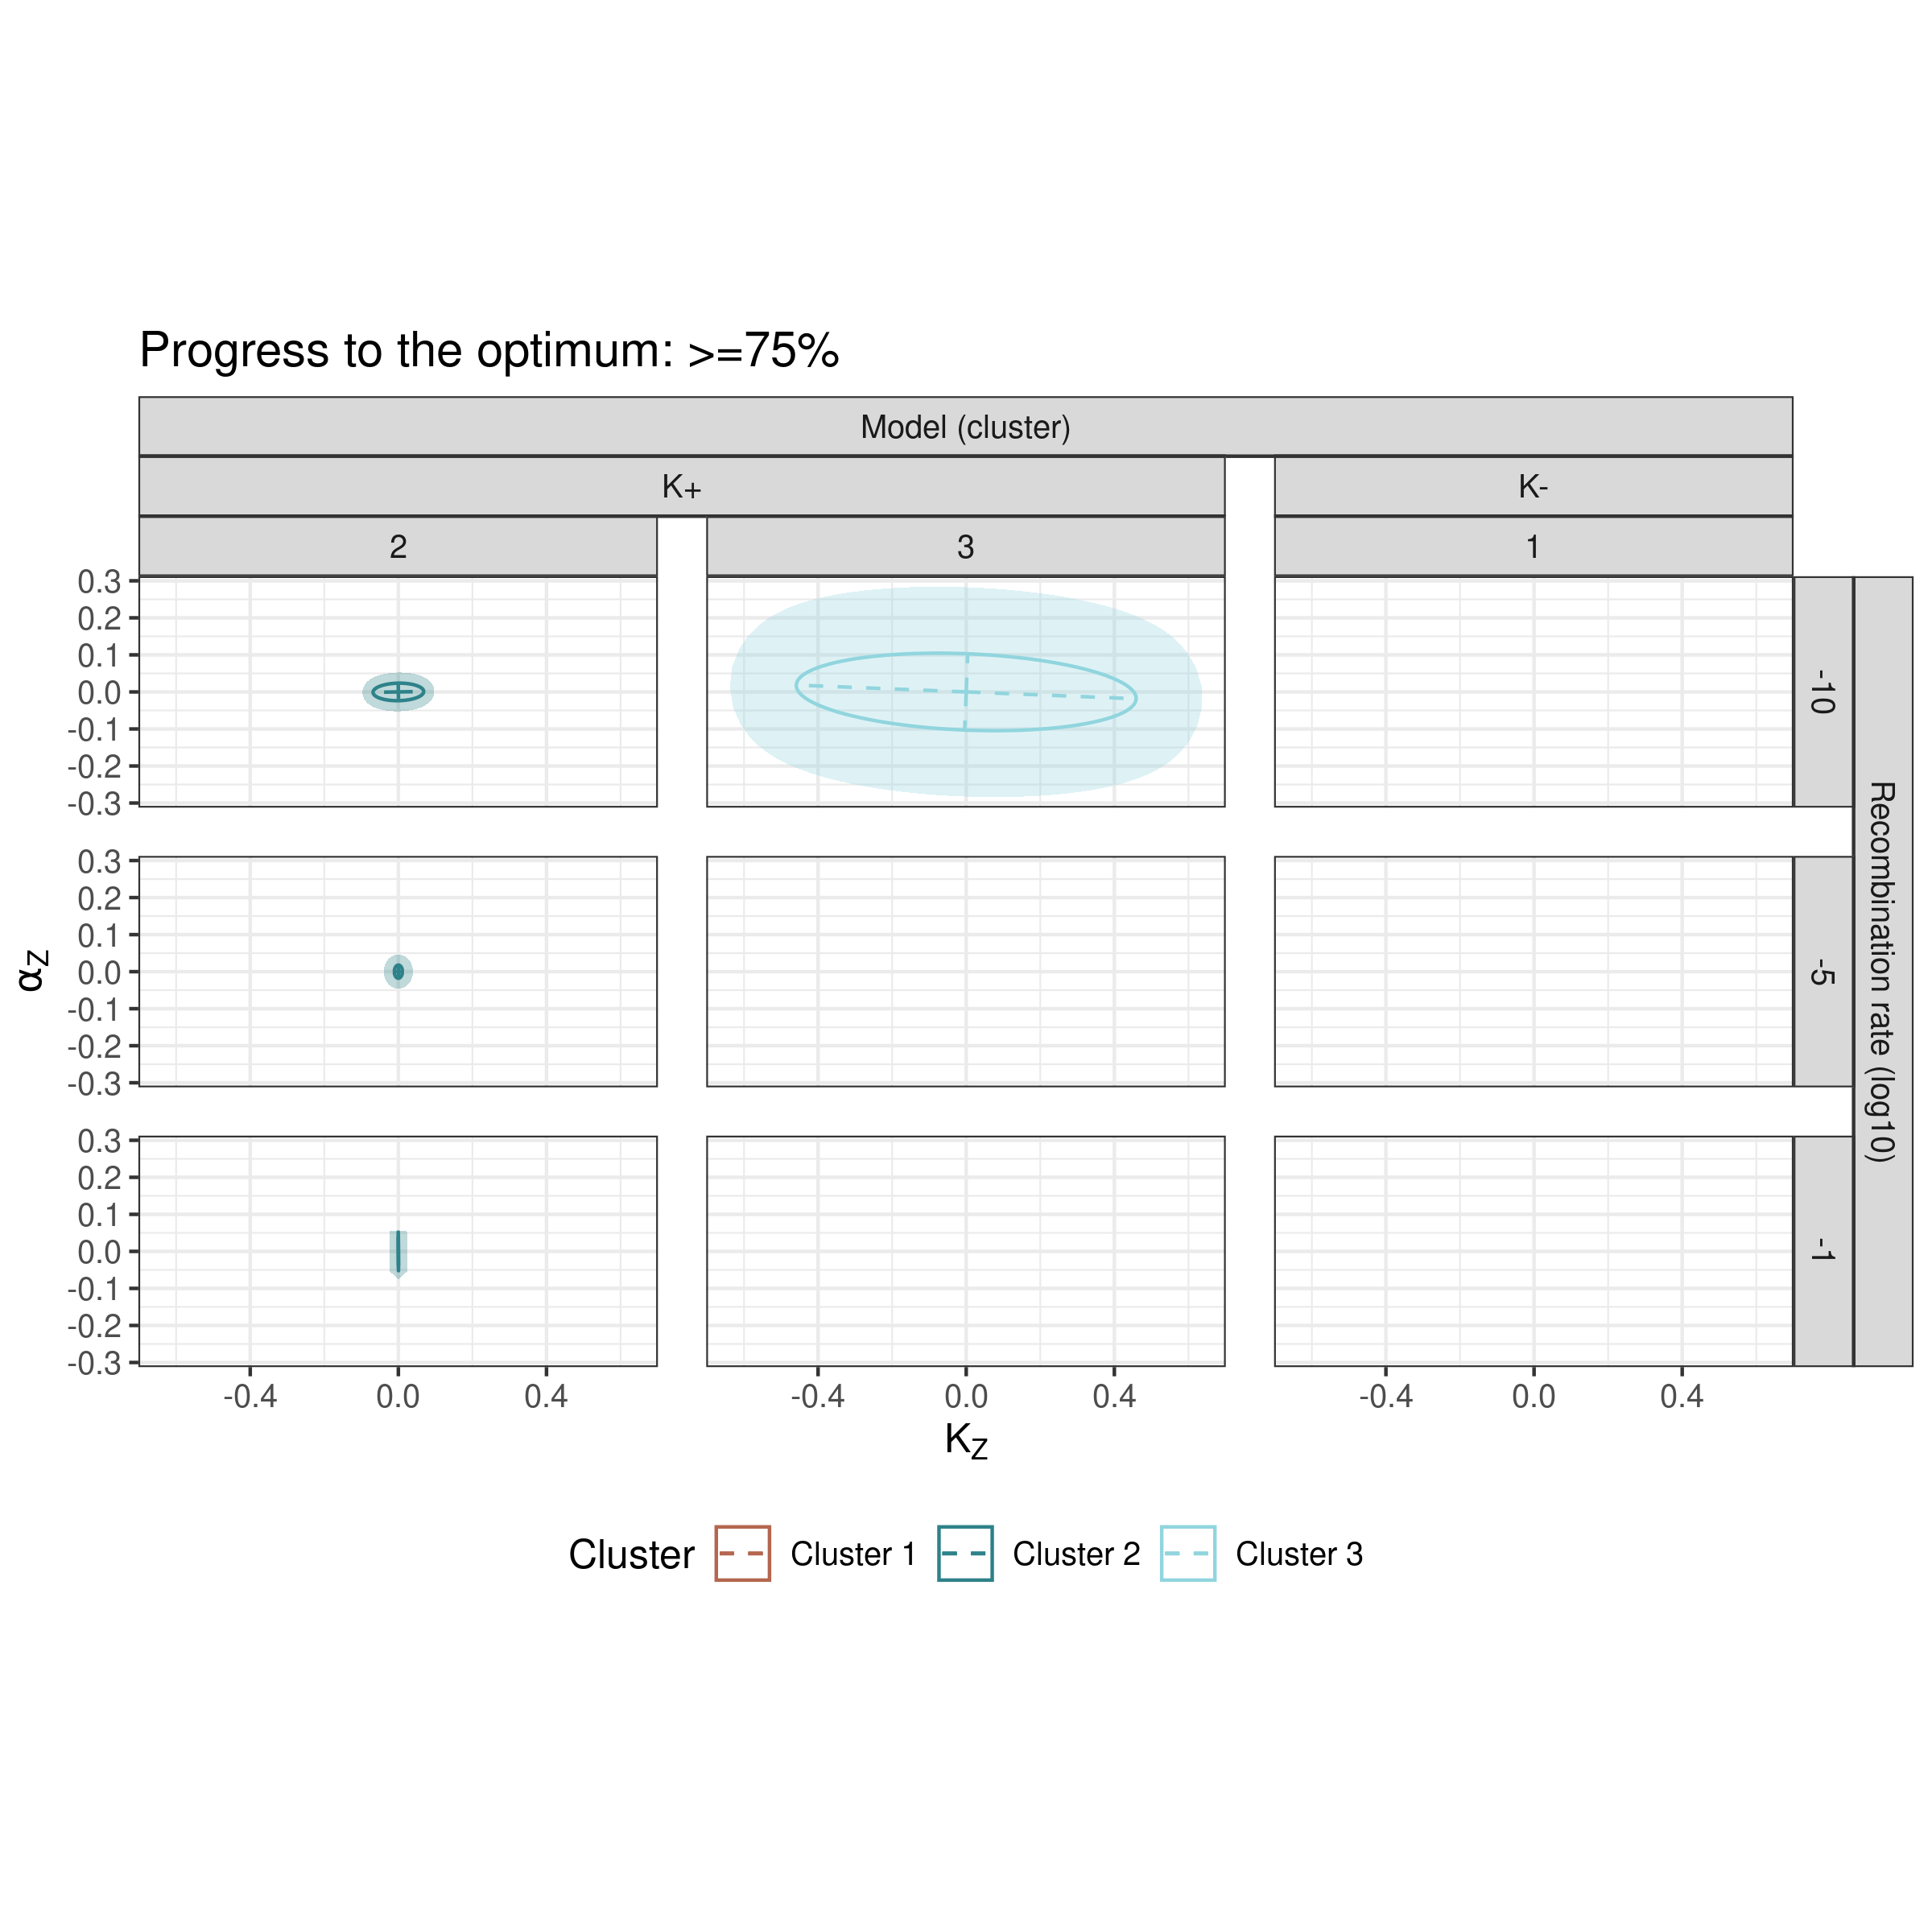 Progress to the optimum: >=75%
Model (cluster)
K+ K-
2 3 1
0.3
0.2
0.1
0.0
-0.1
-0.2
-0.3
-10
0.3
0.2
0.1
0.0
-0.1
-0.2
-0.3
-5
0.3
0.2
0.1
0.0
-0.1
-0.2
-0.3
-1
Recombination rate (log10)
αZ
-0.4 0.0 0.4 -0.4 0.0 0.4 -0.4 0.0 0.4
KZ
Cluster Cluster 1 Cluster 2 Cluster 3